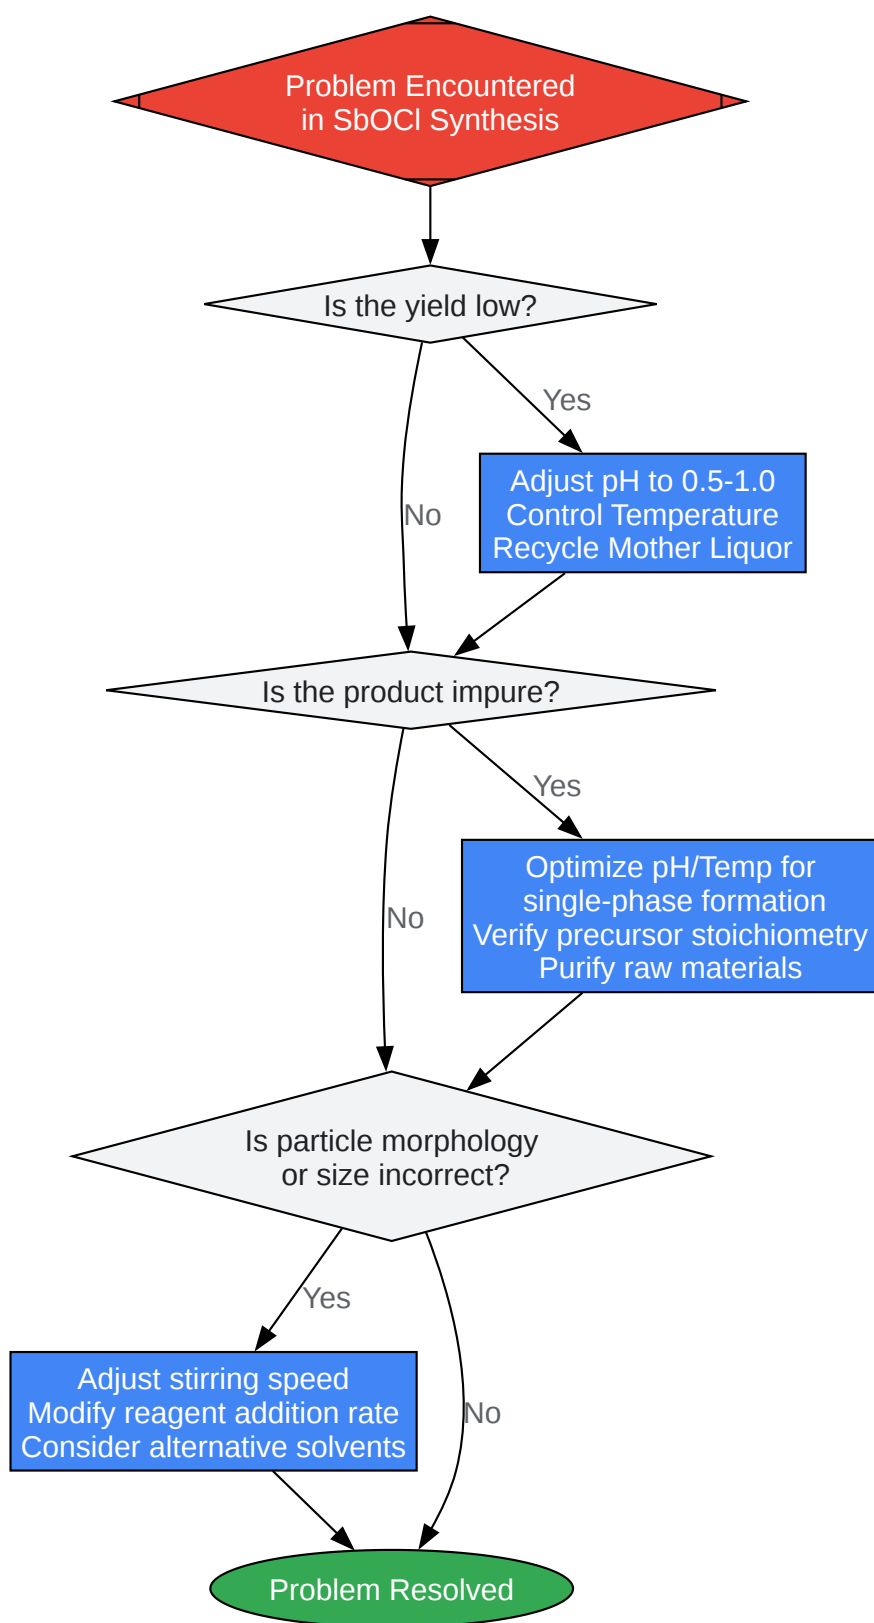 Problem Encountered
in SbOCl Synthesis
Is the yield low?
Yes
Adjust pH to 0.5-1.0
Control Temperature
Recycle Mother Liquor
No
Is the product impure?
Yes
Optimize pH/Temp for
single-phase formation
Verify precursor stoichiometry
Purify raw materials
No
Is particle morphology
or size incorrect?
Yes
Adjust stirring speed
Modify reagent addition rate
Consider alternative solvents
No
Problem Resolved